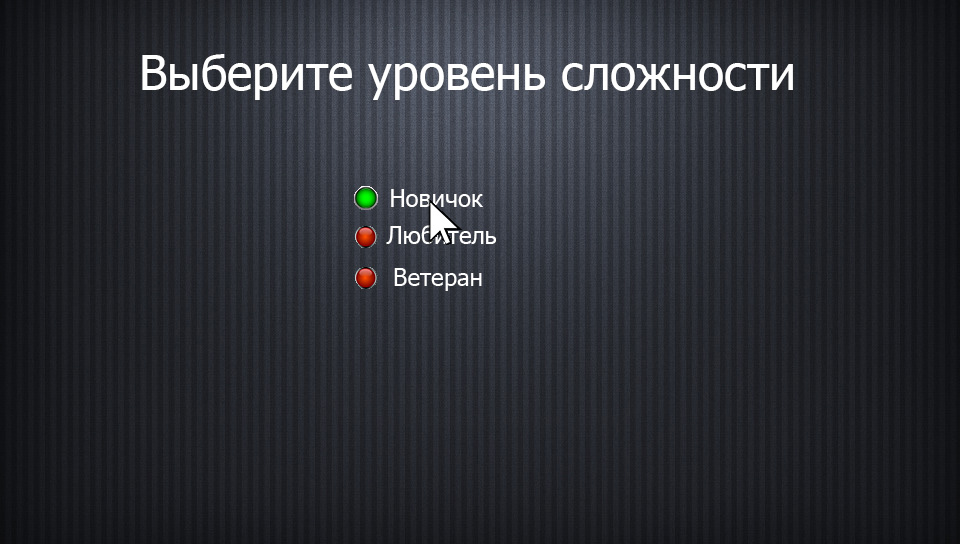 Выберите уровень сложности
Новичок
Любитель
Ветеран